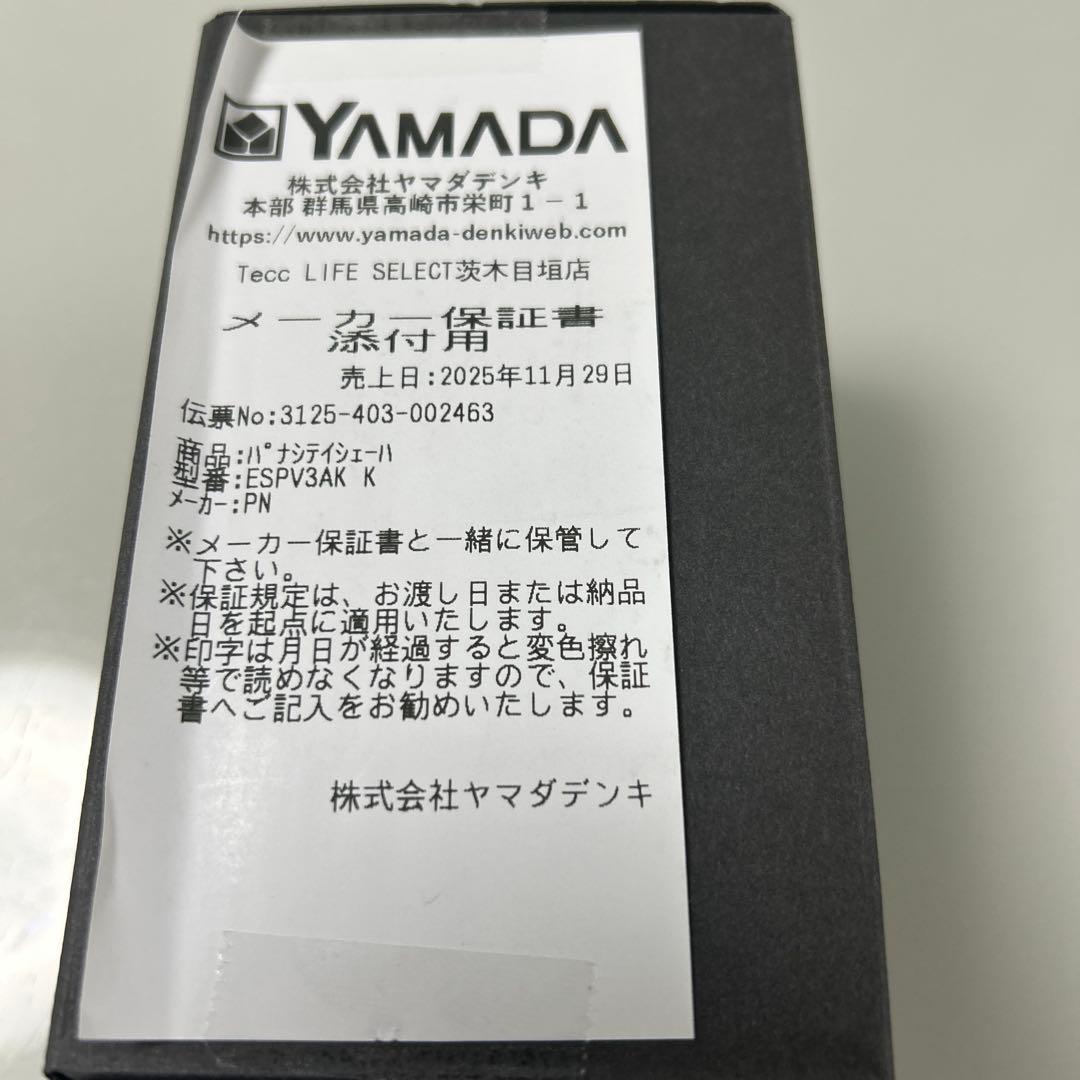 YAMADA
株式会社ヤマダデンキ
本部 群馬県高崎市栄町1-1
https://www.yamada-denkiweb.com
Tecc LIFE SELECT茨木目垣店
メーカー保証書
添付用
売上日:2025年11月29日
伝票No:3125-403-002463
商品:ﾊﾟﾅｼﾃｲｼｪｰﾊ
型番:ESPV3AK K
ﾒｰｶｰ:PN
※メーカー保証書と一緒に保管して
下さい。
※保証規定は、お渡し日または納品
日を起点に適用いたします。
※印字は月日が経過すると変色擦れ
等で読めなくなりますので、保証
書へご記入をお勧めいたします。
株式会社ヤマダデンキ